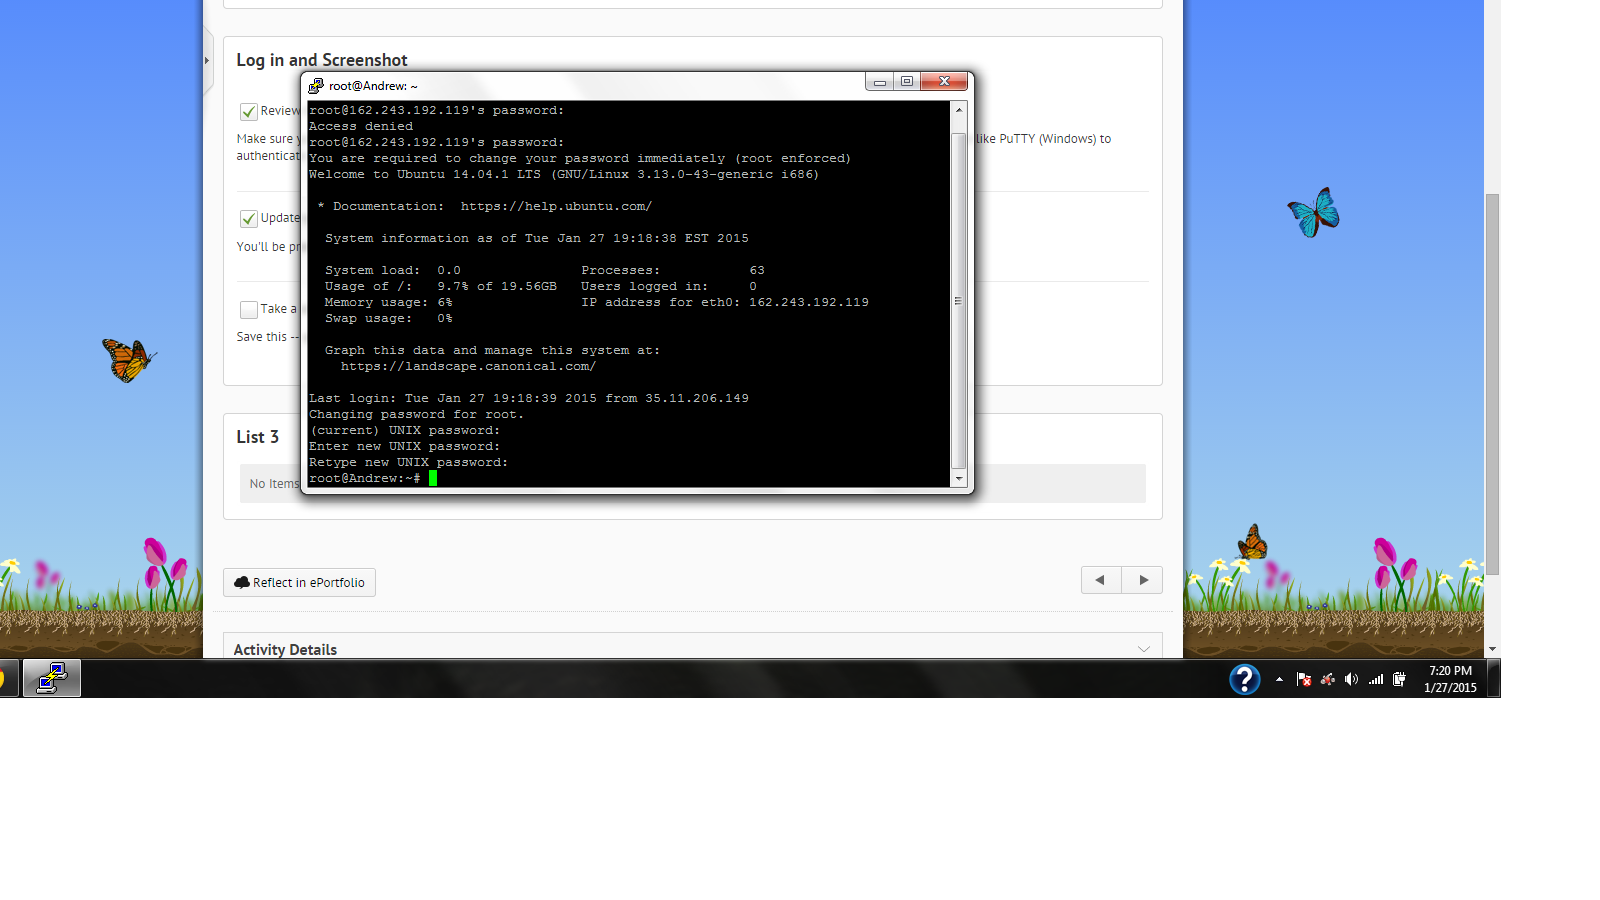 Log in and Screenshot
root@Andrew: ~
Review
Make sure
like PuTTY (Windows) to
authenticat
root@162.243.192.119's password:
Access denied
root@162.243.192.119's password:
You are required to change your password immediately (root enforced)
Welcome to Ubuntu 14.04.1 LTS (GNU/Linux 3.13.0-43-generic i686)
* Documentation:  https://help.ubuntu.com/
System information as of Tue Jan 27 19:18:38 EST 2015
System load:  0.0  Processes:  63
Usage of /:  9.7% of 19.56GB  Users logged in:  0
Memory usage: 6%  IP address for eth0: 162.243.192.119
Swap usage:  0%
Graph this data and manage this system at:
https://landscape.canonical.com/
Last login: Tue Jan 27 19:18:39 2015 from 35.11.206.149
Changing password for root.
(current) UNIX password:
Enter new UNIX password:
Retype new UNIX password:
root@Andrew:~#
Update
You'll be pr
Take a
Save this --
List 3
No Items
Reflect in ePortfolio
Activity Details
7:20 PM
1/27/2015